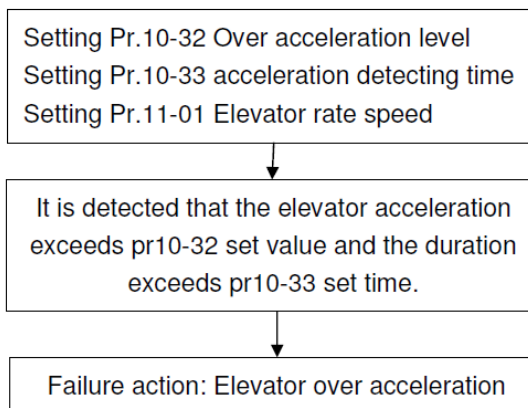 Setting Pr.10-32 Over acceleration level
Setting Pr.10-33 acceleration detecting time
Setting Pr.11-01 Elevator rate speed
It is detected that the elevator acceleration
exceeds pr10-32 set value and the duration
exceeds pr10-33 set time.
Failure action: Elevator over acceleration